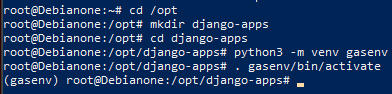 root@Debianone:~# cd /opt
root@Debianone:/opt# mkdir django-apps
root@Debianone:/opt# cd django-apps
root@Debianone:/opt/django-apps# python3 -m venv gasenv
root@Debianone:/opt/django-apps# . gasenv/bin/activate
(gasenv) root@Debianone:/opt/django-apps#